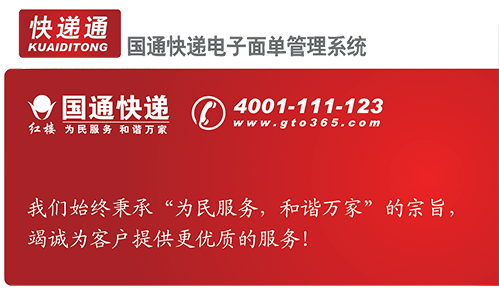 快递通
KUAIDITONG
国通快递电子面单管理系统
国通快递
红楼 为民服务 和谐万家
4001-111-123
www.gto365.com
我们始终秉承“为民服务，和谐万家”的宗旨，
竭诚为客户提供更优质的服务！